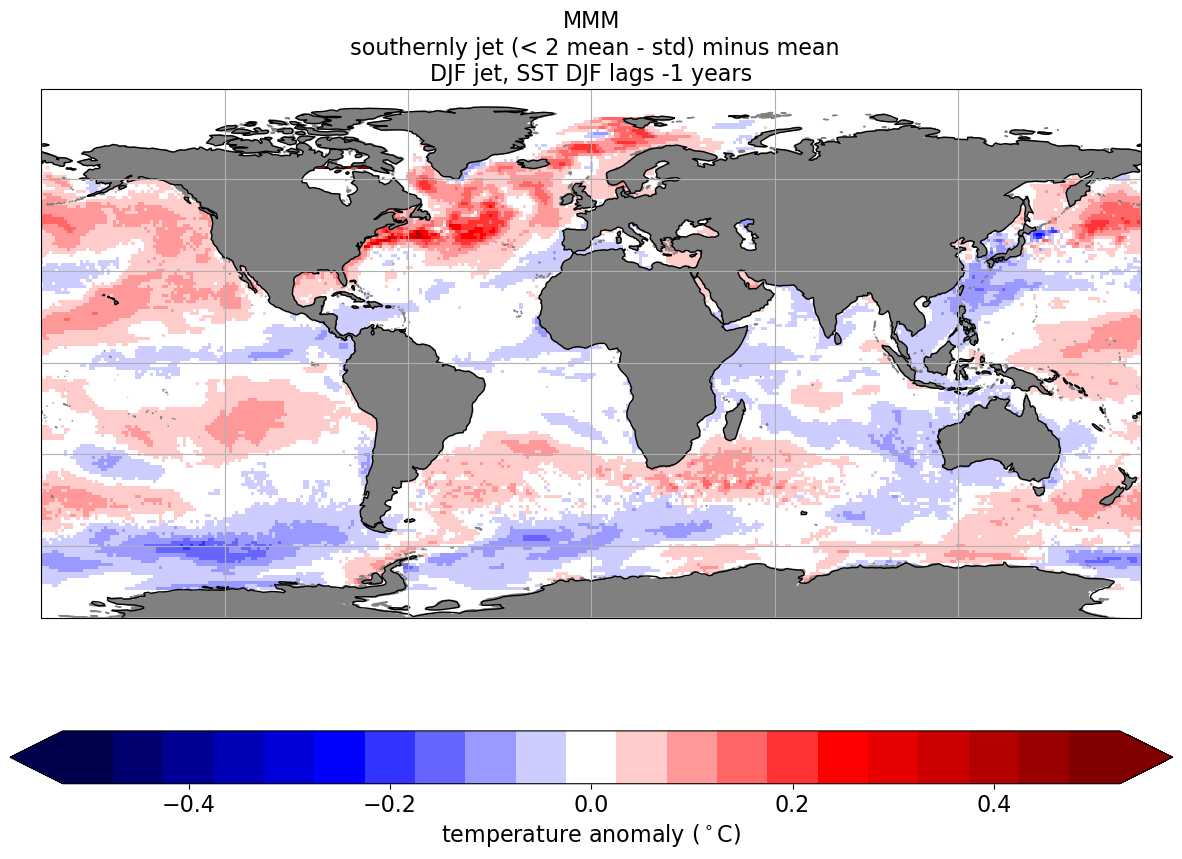 MMM
southernly jet (< 2 mean - std) minus mean
DJF jet, SST DJF lags -1 years
−0.4 −0.2 0.0 0.2 0.4
temperature anomaly (˚C)